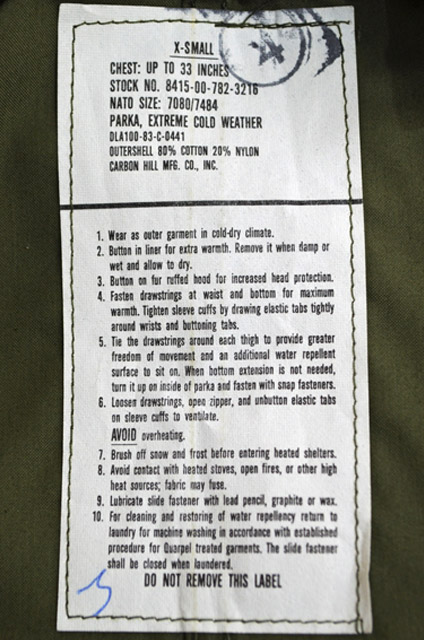 X-SMALL
CHEST: UP TO 33 INCHES
STOCK NO. 8415-00-782-3216
NATO SIZE: 7080/7484
PARKA, EXTREME COLD WEATHER
DLA100-83-C-0441
OUTERSHELL 80% COTTON 20% NYLON
CARBON HILL MFG. CO., INC.
1. Wear as outer garment in cold-dry climate.
2. Button in liner for extra warmth. Remove it when damp or
wet and allow to dry.
3. Button on fur ruffed hood for increased head protection.
4. Fasten drawstrings at waist and bottom for maximum
warmth. Tighten sleeve cuffs by drawing elastic tabs tightly
around wrists and buttoning tabs.
5. Tie the drawstrings around each thigh to provide greater
freedom of movement and an additional water repellent
surface to sit on. When bottom extension is not needed,
turn it up on inside of parka and fasten with snap fasteners.
6. Loosen drawstrings, open zipper, and unbutton elastic tabs
on sleeve cuffs to ventilate.
AVOID overheating.
7. Brush off snow and frost before entering heated shelters.
8. Avoid contact with heated stoves, open fires, or other high
heat sources; fabric may fuse.
9. Lubricate slide fastener with lead pencil, graphite or wax.
10. For cleaning and restoring of water repellency return to
laundry for machine washing in accordance with established
procedure for Quarpel treated garments. The slide fastener
shall be closed when laundered.
DO NOT REMOVE THIS LABEL